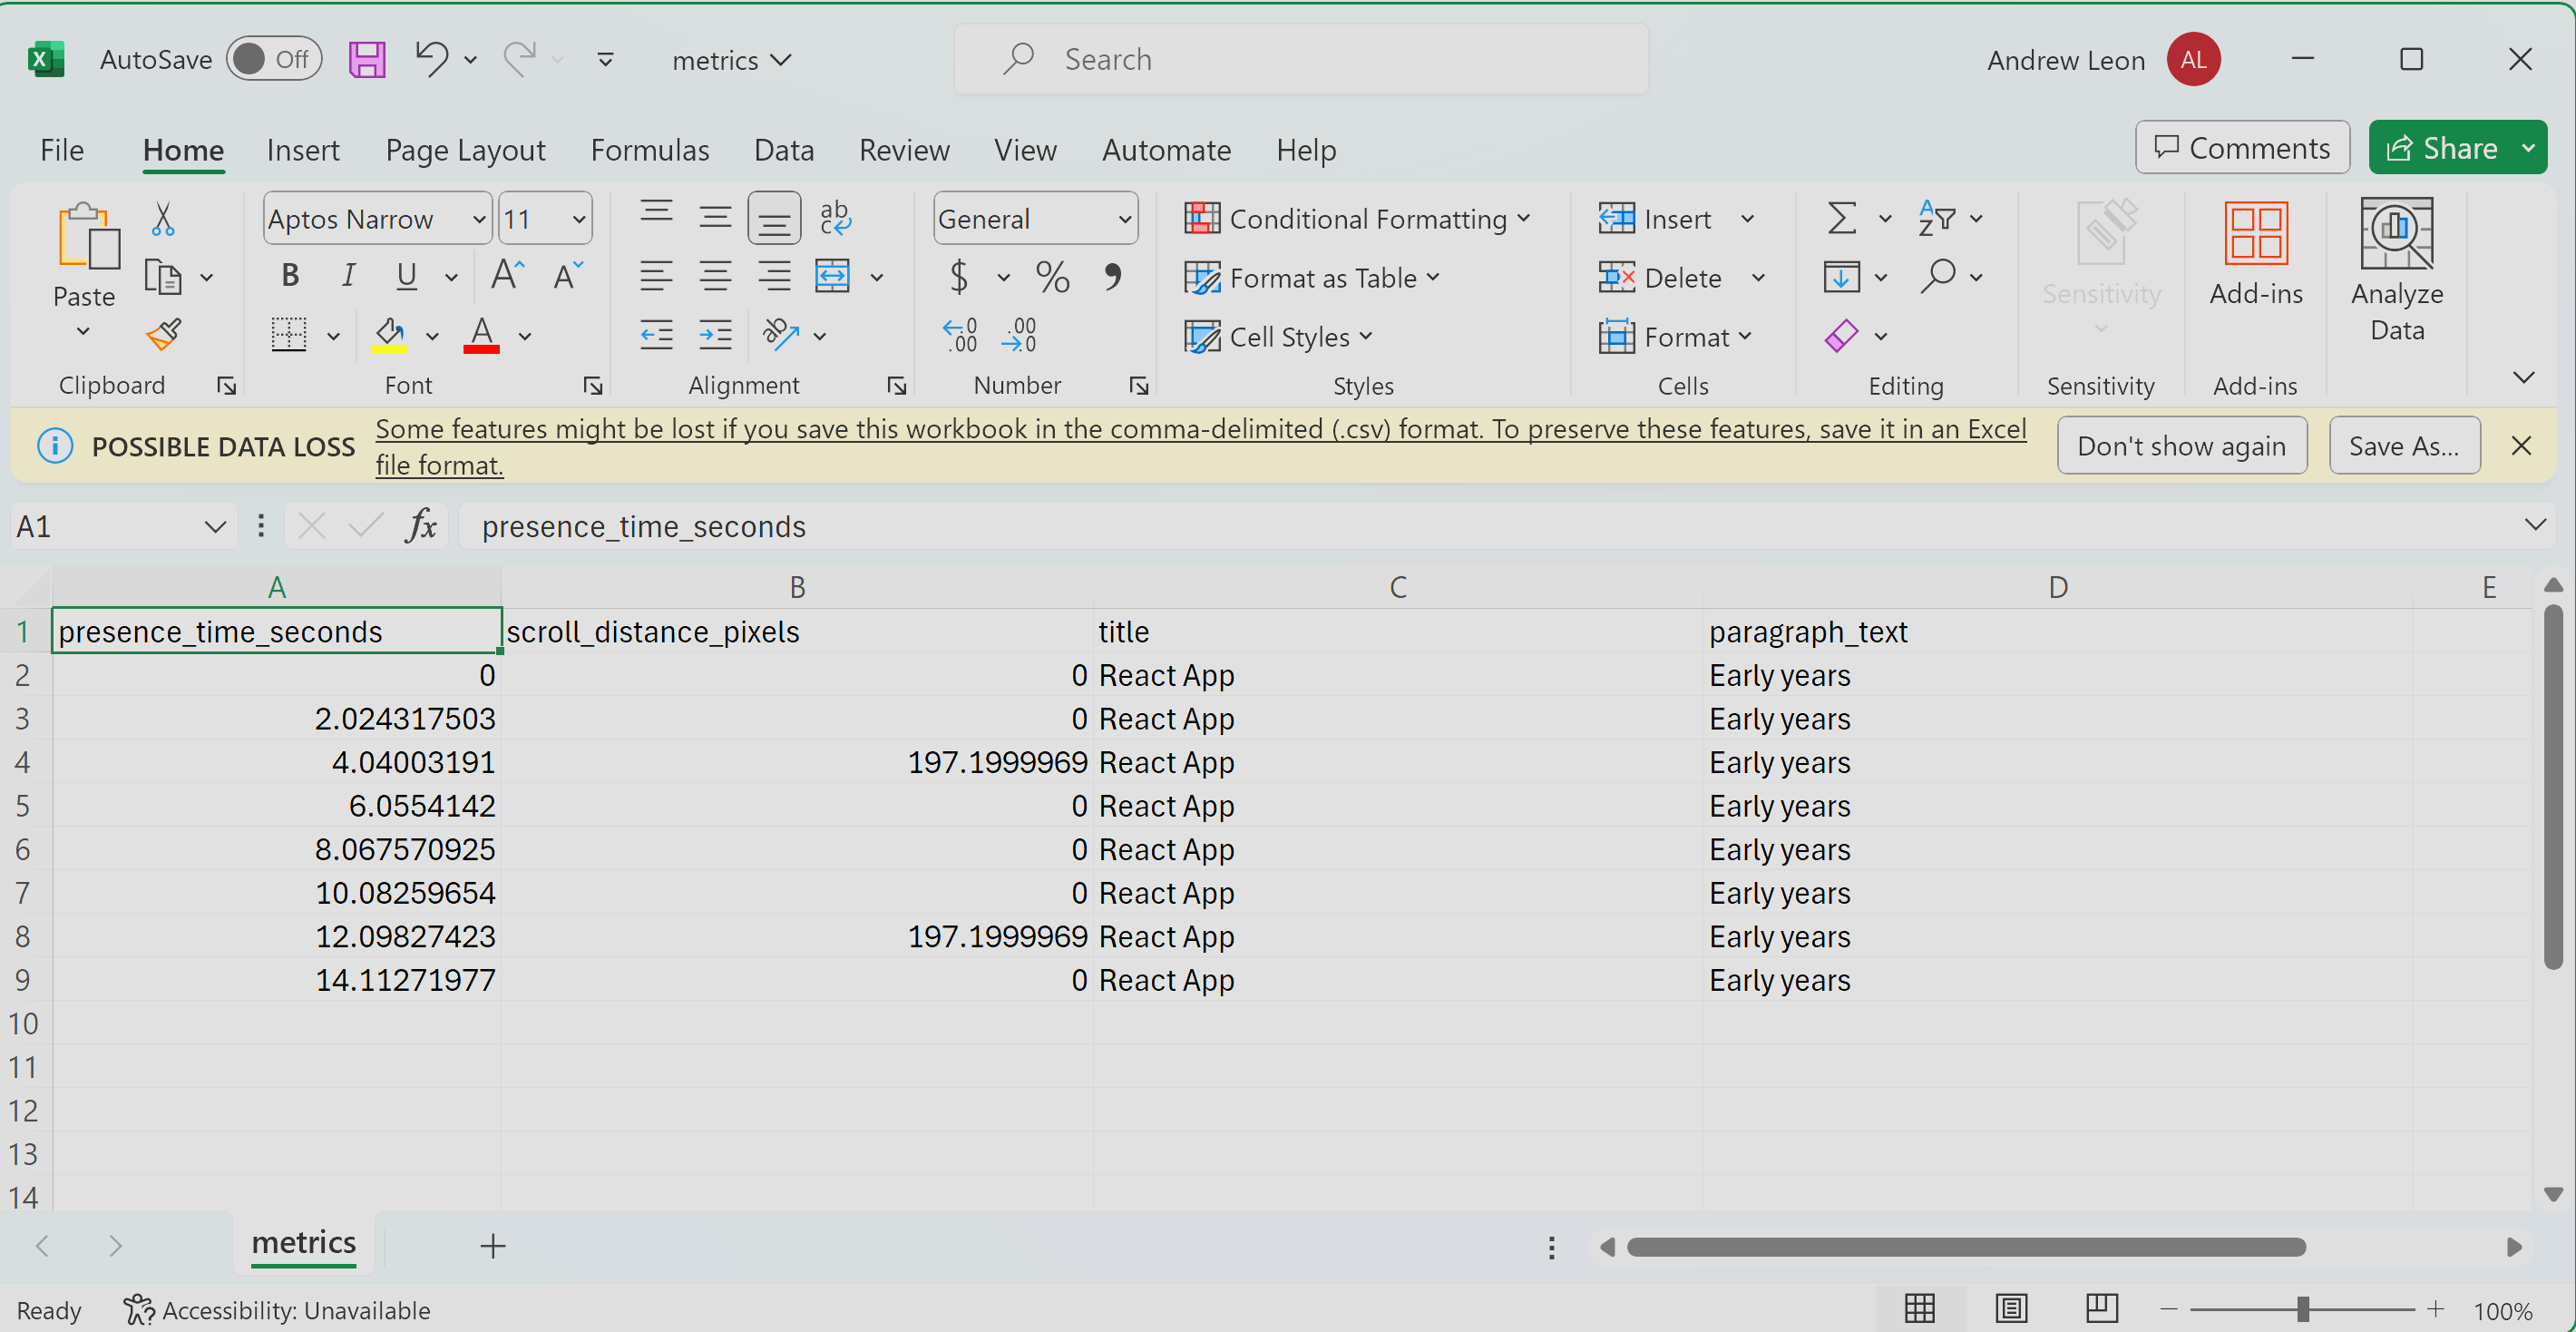 AutoSave Off metrics Search Andrew Leon AL
File Home Insert Page Layout Formulas Data Review View Automate Help Comments Share
Paste
Clipboard
Aptos Narrow 11
B I U A A
A
Font
ab
c
ab
Alignment
General
$ % ,
0 .00
.00 0
Number
Conditional Formatting
Format as Table
Cell Styles
Styles
Insert
Delete
Format
Cells
A
Z
Editing
Sensitivity
Sensitivity
Add-ins
Add-ins
Analyze
Data
POSSIBLE DATA LOSS Some features might be lost if you save this workbook in the comma-delimited (.csv) format. To preserve these features, save it in an Excel
file format.
Don't show again Save As...
A1 fx presence_time_seconds
A B C D E
1 presence_time_seconds scroll_distance_pixels title paragraph_text
2 0 0 React App Early years
3 2.024317503 0 React App Early years
4 4.04003191 197.1999969 React App Early years
5 6.0554142 0 React App Early years
6 8.067570925 0 React App Early years
7 10.08259654 0 React App Early years
8 12.09827423 197.1999969 React App Early years
9 14.11271977 0 React App Early years
10
11
12
13
14
metrics
Ready Accessibility: Unavailable 100%